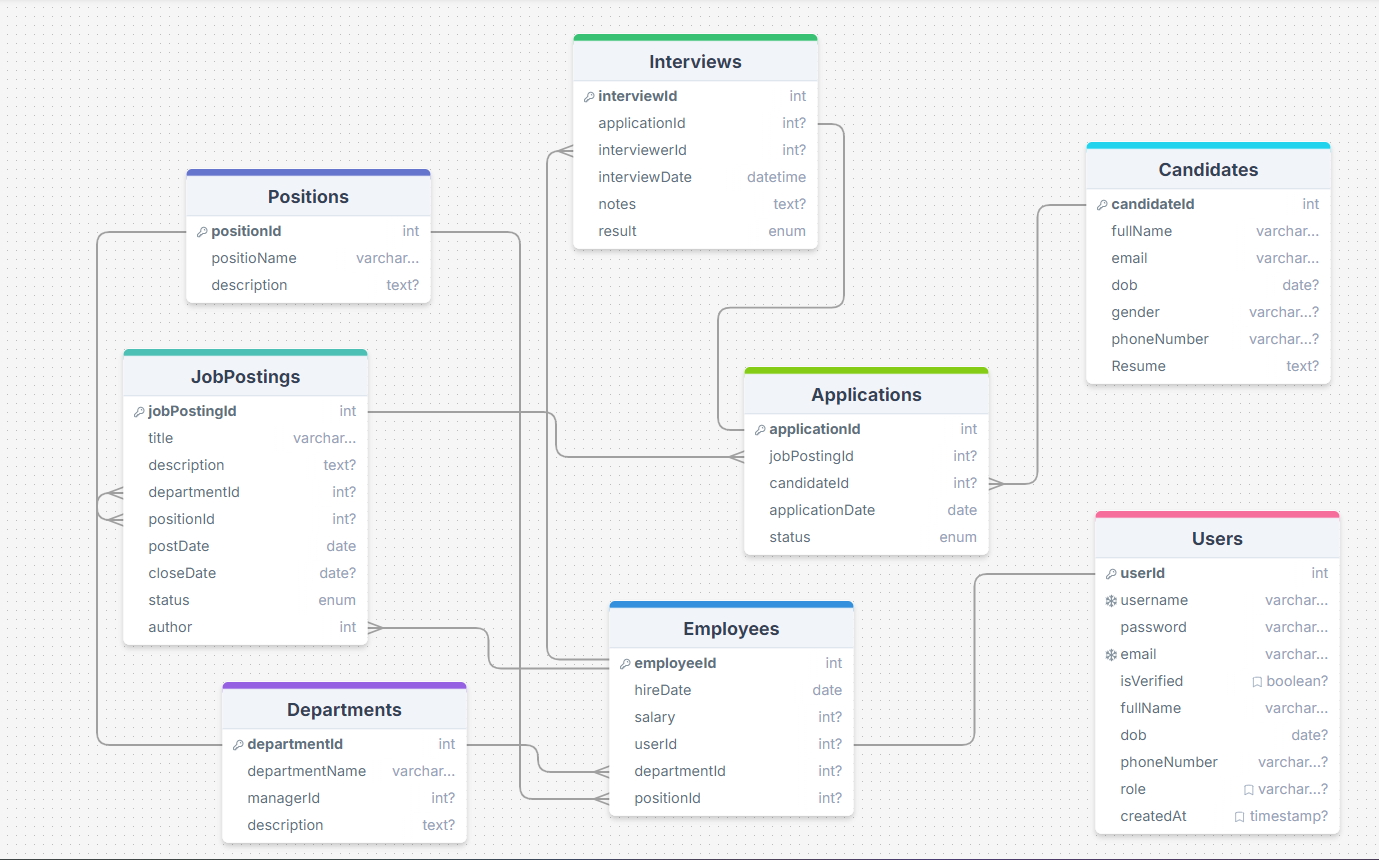 Interviews
interviewId int
applicationId int?
interviewerId int?
interviewDate datetime
notes text?
result enum
Candidates
candidateId int
fullName varchar...
email varchar...
dob date?
gender varchar...?
phoneNumber varchar...?
Resume text?
Positions
positionId int
positioName varchar...
description text?
JobPostings
jobPostingId int
title varchar...
description text?
departmentId int?
positionId int?
postDate date
closeDate date?
status enum
author int
Applications
applicationId int
jobPostingId int?
candidateId int?
applicationDate date
status enum
Users
userId int
username varchar...
password varchar...
email varchar...
isVerified boolean?
fullName varchar...
dob date?
phoneNumber varchar...?
role varchar...?
createdAt timestamp?
Employees
employeeId int
hireDate date
salary int?
userId int?
departmentId int?
positionId int?
Departments
departmentId int
departmentName varchar...
managerId int?
description text?